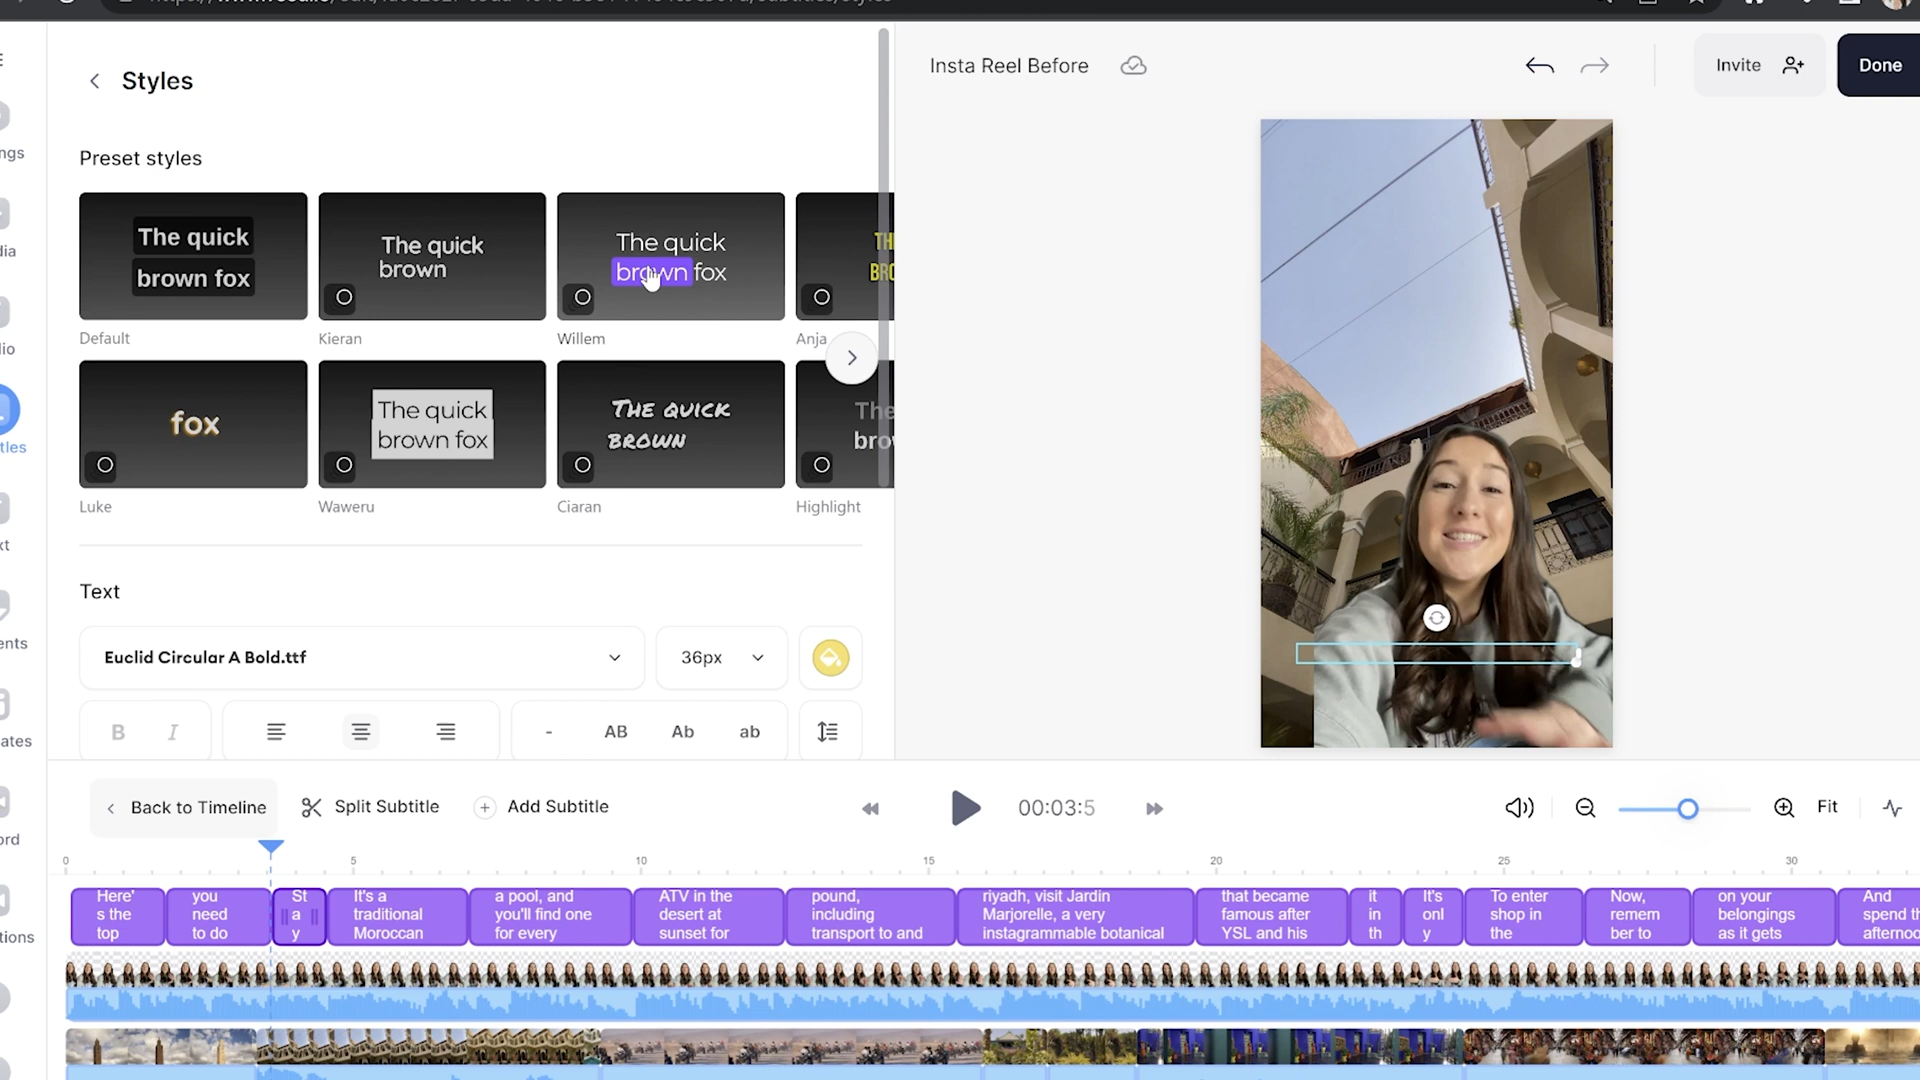 Styles
Insta Reel Before
Invite
Done
Preset styles
The quick
brown fox
Default
The quick
brown
Kieran
The quick
brown fox
Willem
Anja
fox
Luke
The quick
brown fox
Waweru
THE QUICK
BROWN
Ciaran
The
Highlight
Text
Euclid Circular A Bold.ttf
36px
B I
- AB Ab ab
Back to Timeline
Split Subtitle
Add Subtitle
00:03:5
Fit
0 5 10 15 20 25 30
Here'
s the
top
you
need
to do
St
a
y
It's a
traditional
Moroccan
a pool, and
you'll find one
for every
ATV in the
desert at
sunset for
pound,
including
transport to and
riyadh, visit Jardin
Marjorelle, a very
instagrammable botanical
that became
famous after
YSL and his
it
in
th
It's
onl
y
To enter
shop in
the
Now,
remem
ber to
on your
belongings
as it gets
And
spend th
afternoo